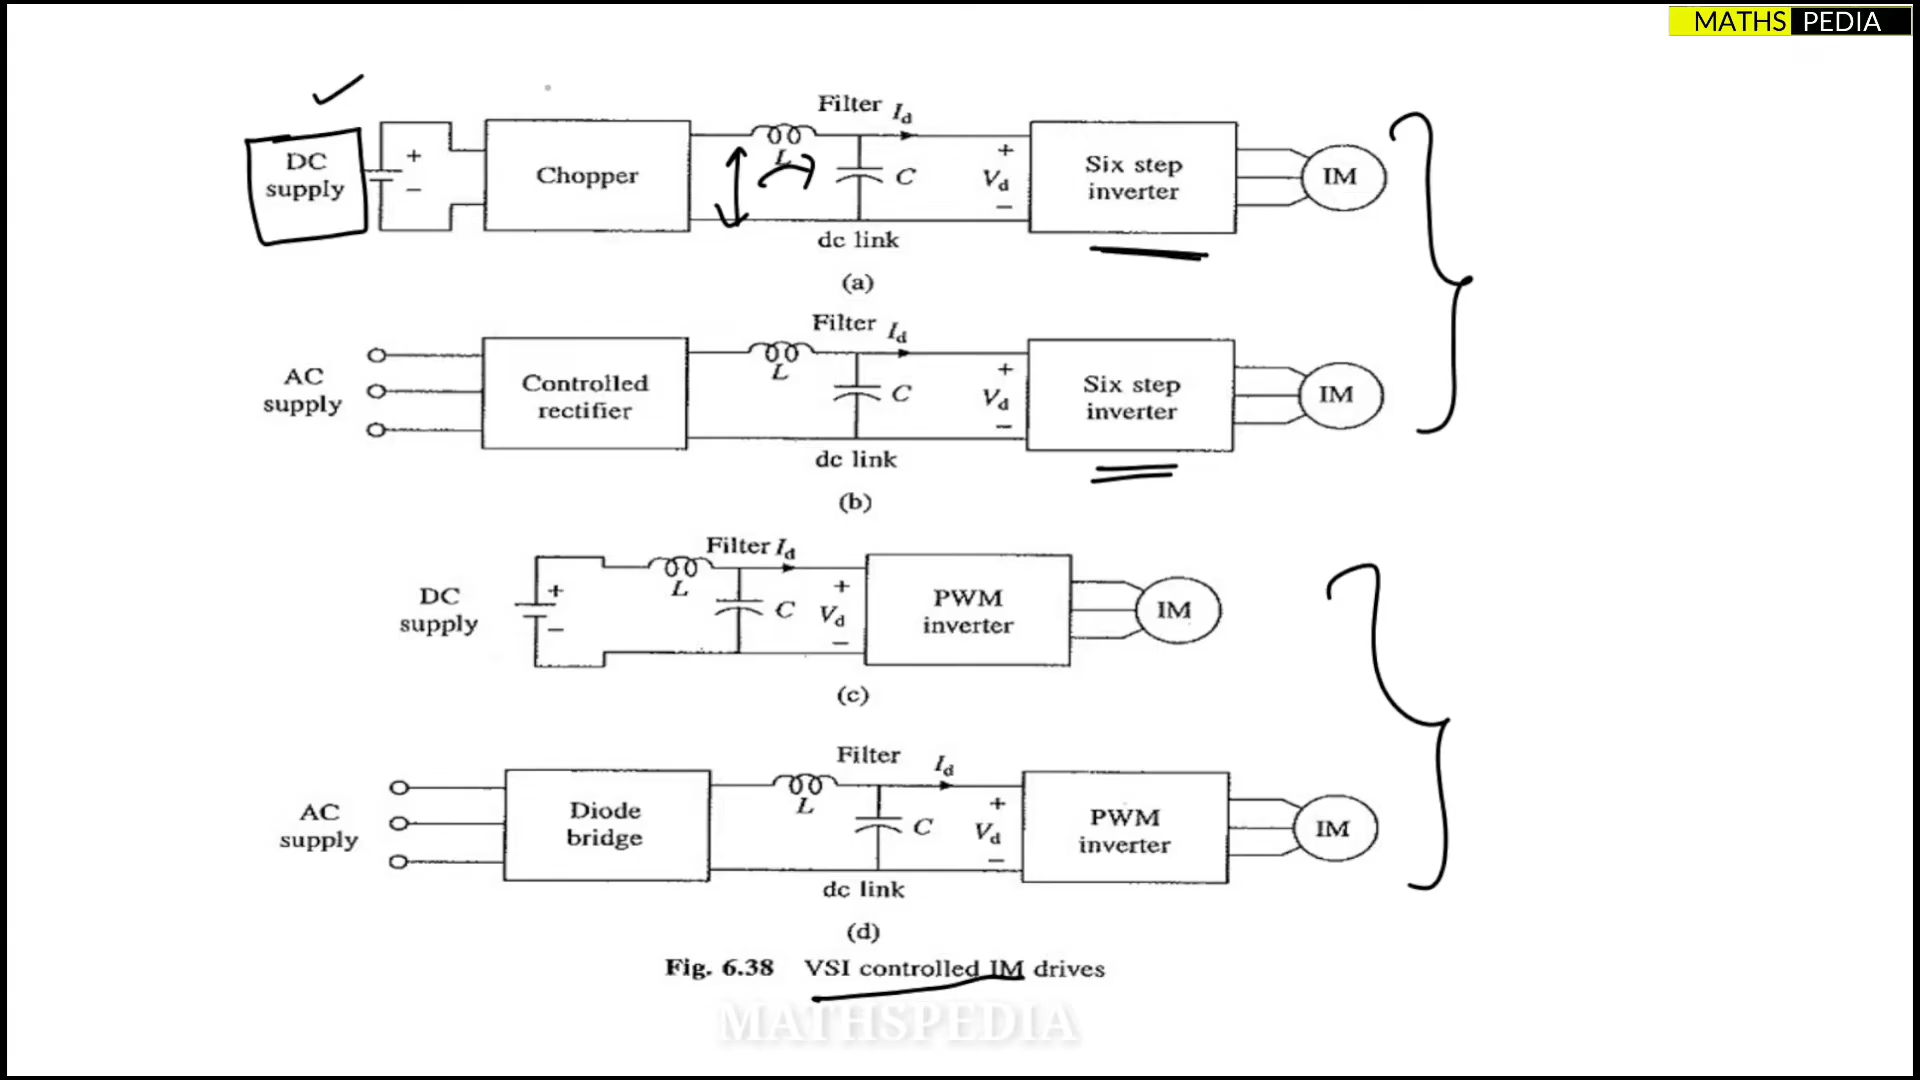 MATHS PEDIA
Filter I_d
DC
supply
+
−
Chopper
L
C
+
V_d
−
Six step
inverter
IM
dc link
(a)
Filter I_d
AC
supply
Controlled
rectifier
L
C
+
V_d
−
Six step
inverter
IM
dc link
(b)
Filter I_d
DC
supply
+
−
L
C
+
V_d
−
PWM
inverter
IM
(c)
Filter I_d
AC
supply
Diode
bridge
L
C
+
V_d
−
PWM
inverter
IM
dc link
(d)
Fig. 6.38 VSI controlled IM drives
MATHSPEDIA